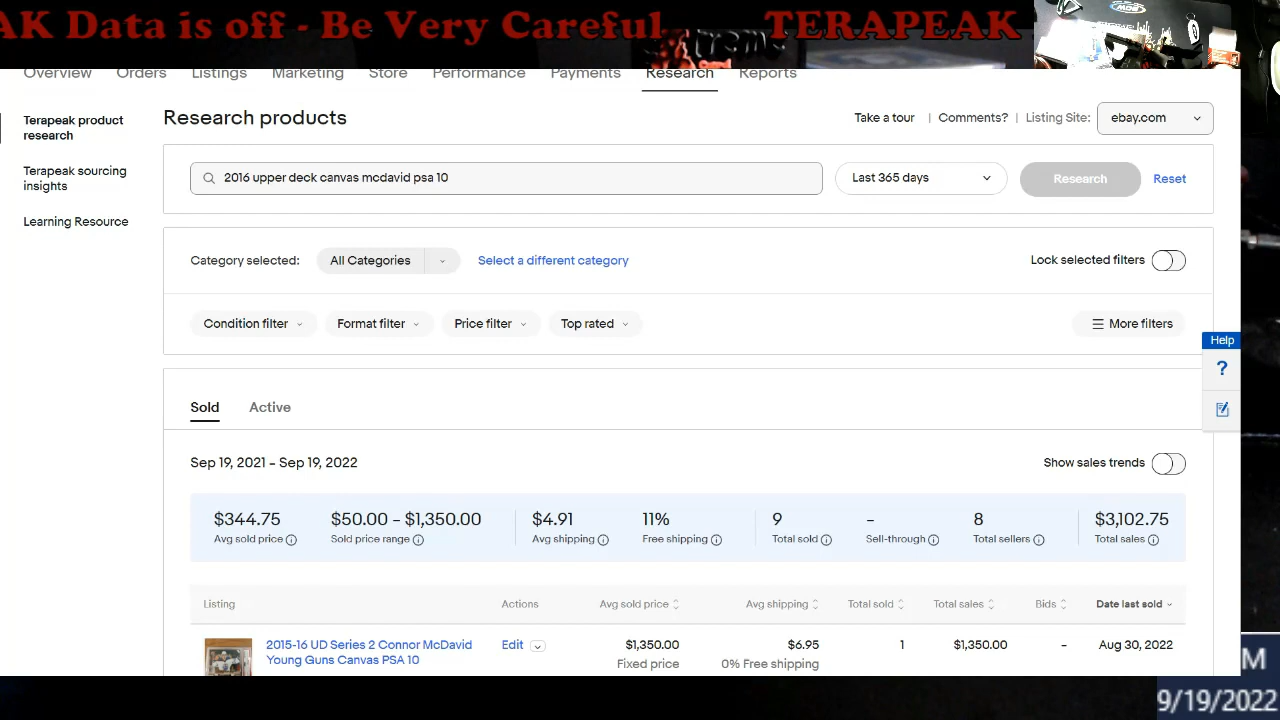 AK Data is off - Be Very Careful TERAPEAK
Overview Orders Listings Marketing Store Performance Payments Research Reports
Terapeak product research
Terapeak sourcing insights
Learning Resource
Research products
Take a tour | Comments? | Listing Site: ebay.com
2016 upper deck canvas mcdavid psa 10
Last 365 days
Research
Reset
Category selected: All Categories Select a different category
Lock selected filters
Condition filter Format filter Price filter Top rated
More filters
Help
?
Sold Active
Sep 19, 2021 - Sep 19, 2022
Show sales trends
$344.75 $50.00 - $1,350.00 $4.91 11% 9 - 8 $3,102.75
Avg sold price Sold price range Avg shipping Free shipping Total sold Sell-through Total sellers Total sales
Listing Actions Avg sold price Avg shipping Total sold Total sales Bids Date last sold
2015-16 UD Series 2 Connor McDavid Edit $1,350.00 $6.95 1 $1,350.00 - Aug 30, 2022
Young Guns Canvas PSA 10 Fixed price 0% Free shipping
M
9/19/2022